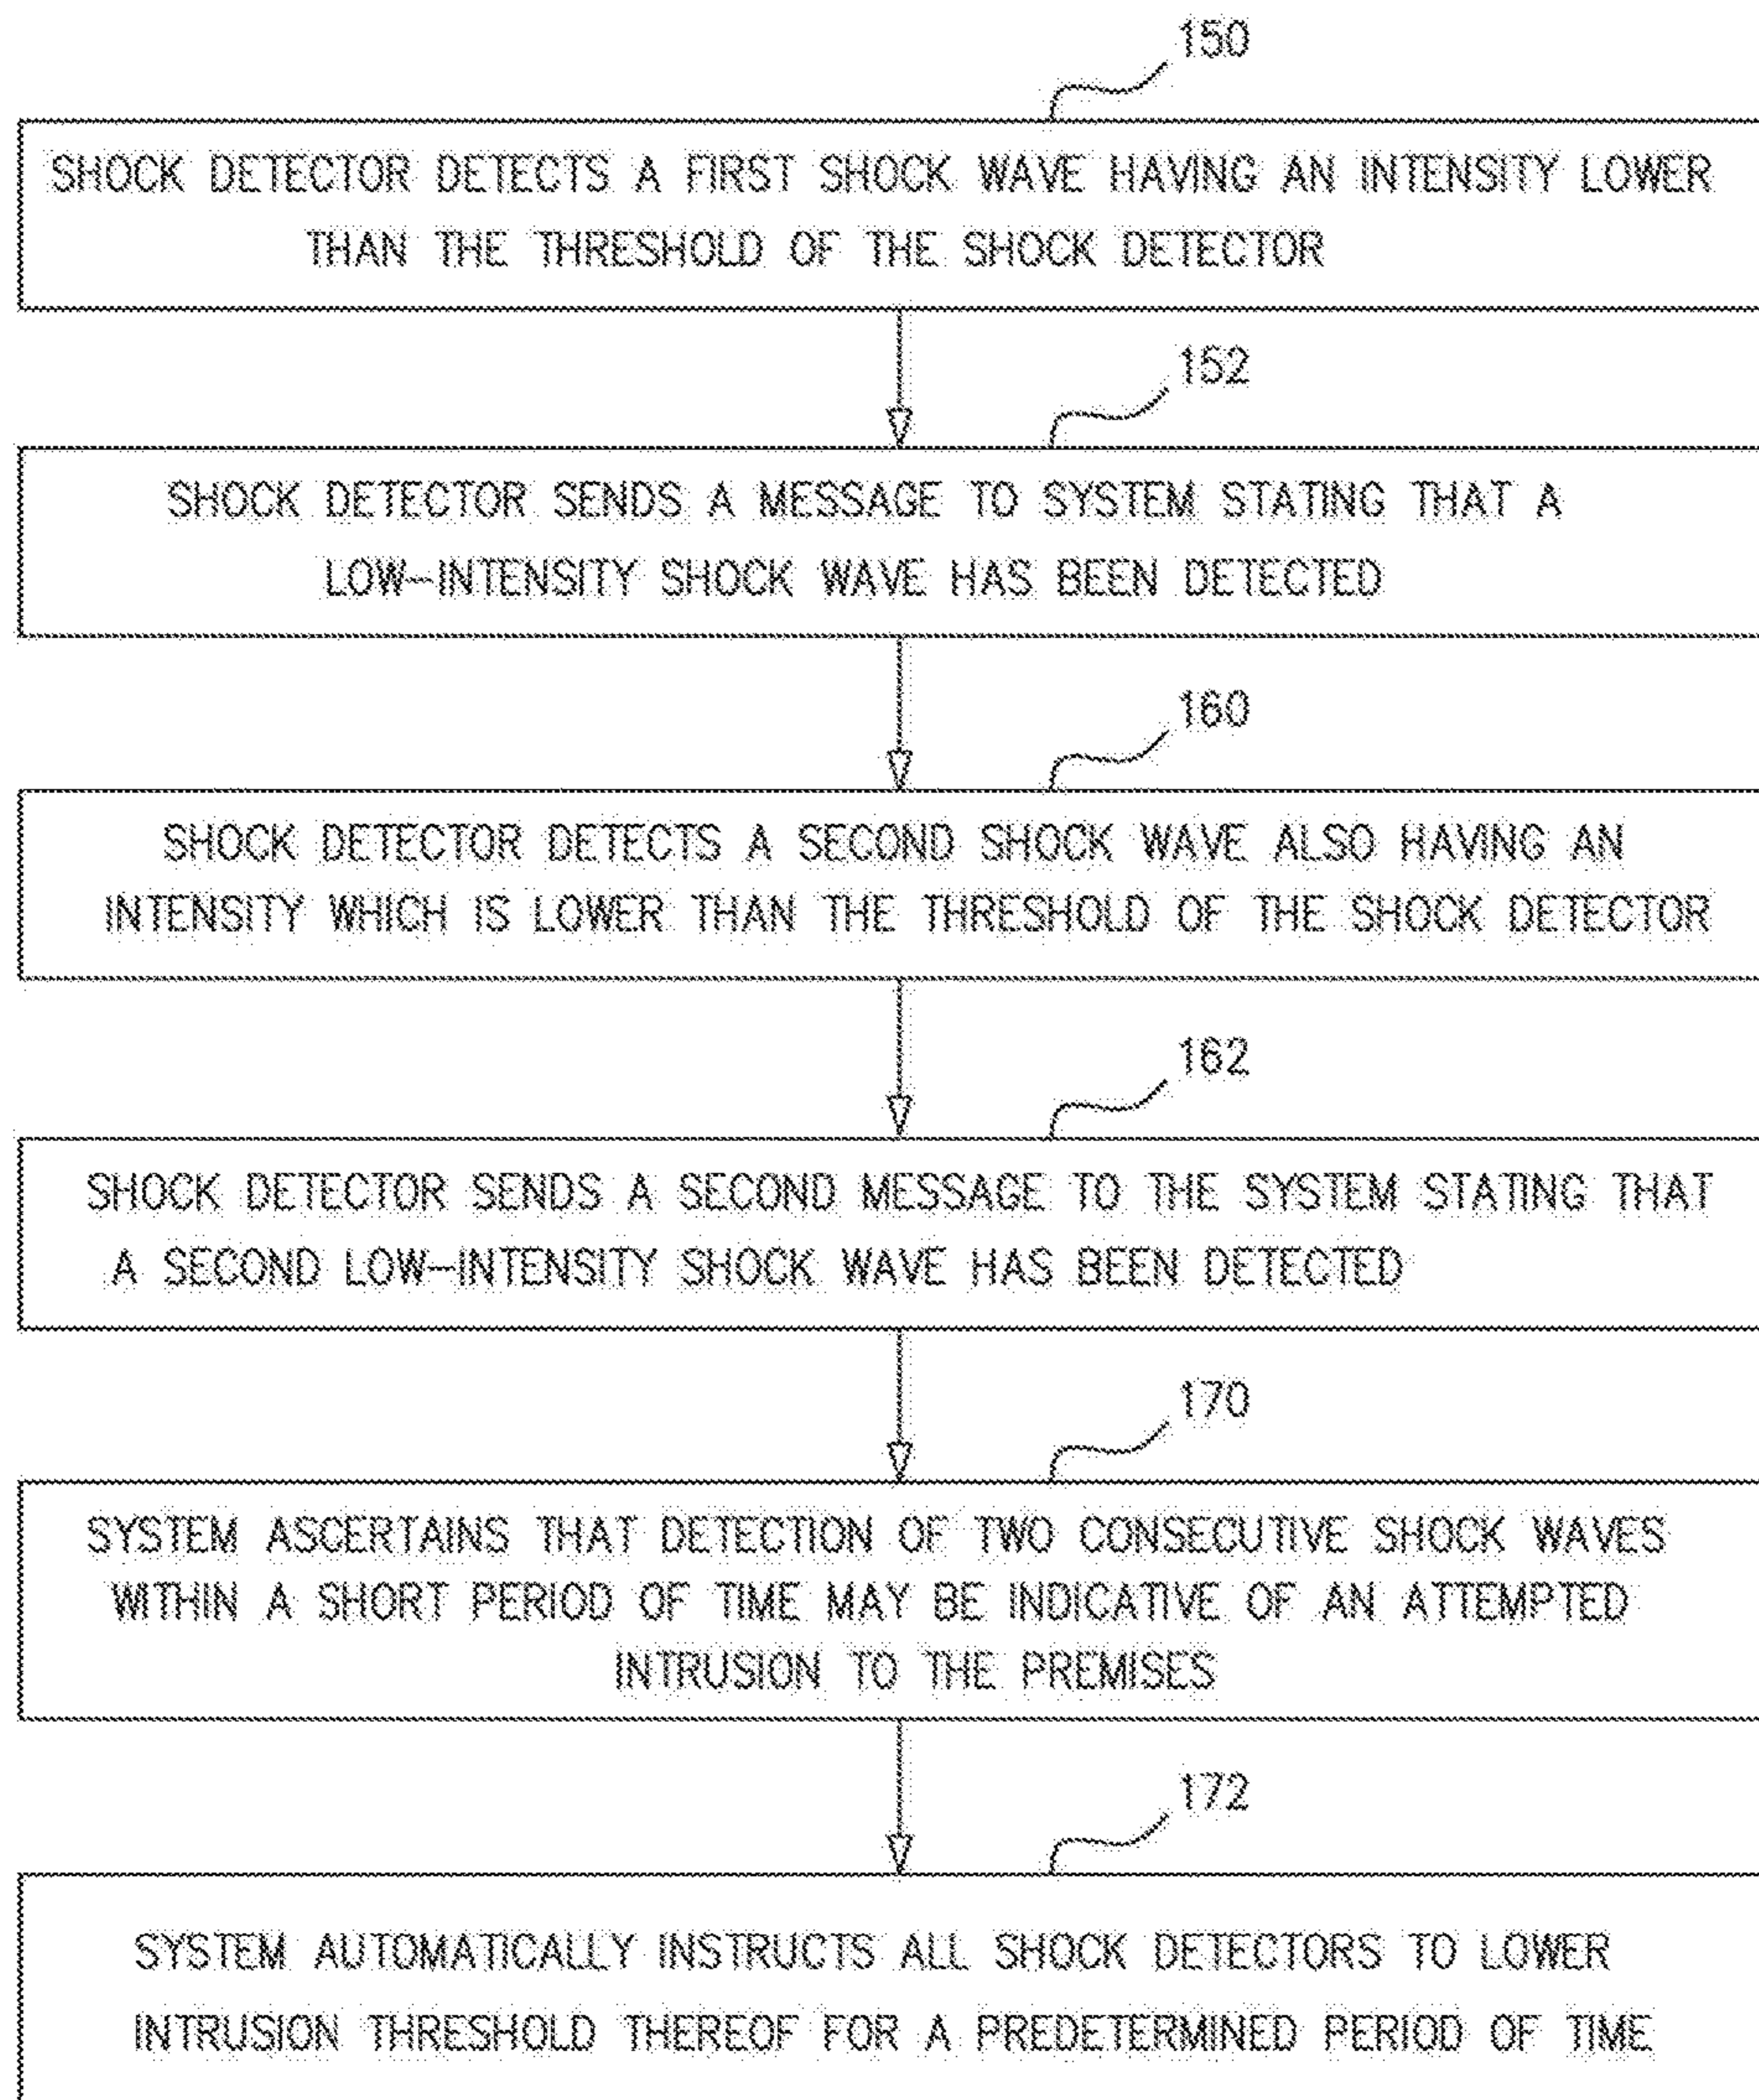 150
SHOCK DETECTOR DETECTS A FIRST SHOCK WAVE HAVING AN INTENSITY LOWER
THAN THE THRESHOLD OF THE SHOCK DETECTOR
152
SHOCK DETECTOR SENDS A MESSAGE TO SYSTEM STATING THAT A
LOW-INTENSITY SHOCK WAVE HAS BEEN DETECTED
160
SHOCK DETECTOR DETECTS A SECOND SHOCK WAVE ALSO HAVING AN
INTENSITY WHICH IS LOWER THAN THE THRESHOLD OF THE SHOCK DETECTOR
162
SHOCK DETECTOR SENDS A SECOND MESSAGE TO THE SYSTEM STATING THAT
A SECOND LOW-INTENSITY SHOCK WAVE HAS BEEN DETECTED
170
SYSTEM ASCERTAINS THAT DETECTION OF TWO CONSECUTIVE SHOCK WAVES
WITHIN A SHORT PERIOD OF TIME MAY BE INDICATIVE OF AN ATTEMPTED
INTRUSION TO THE PREMISES
172
SYSTEM AUTOMATICALLY INSTRUCTS ALL SHOCK DETECTORS TO LOWER
INTRUSION THRESHOLD THEREOF FOR A PREDETERMINED PERIOD OF TIME